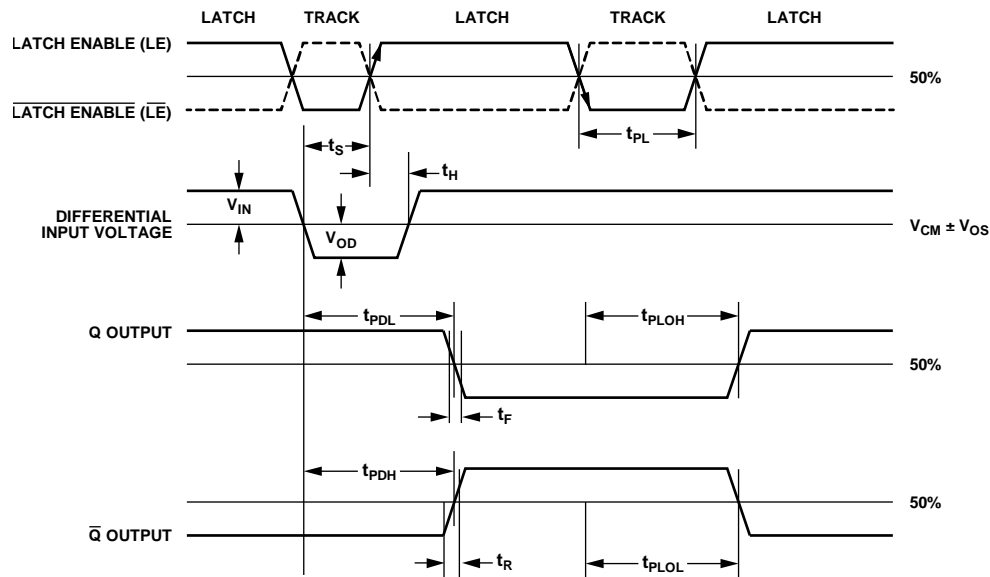 LATCH TRACK LATCH TRACK LATCH
LATCH ENABLE (LE)
50%
LATCH ENABLE (LE)
tS
tPL
tH
VIN
DIFFERENTIAL
INPUT VOLTAGE
VOD
VCM ± VOS
tPDL
tPLOH
Q OUTPUT
50%
tF
tPDH
50%
Q OUTPUT
tR
tPLOL